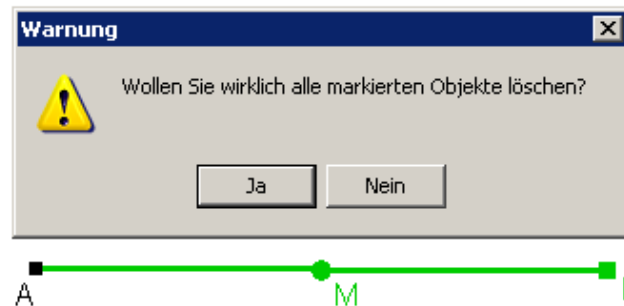 Warnung
Wollen Sie wirklich alle markierten Objekte löschen?
Ja
Nein
A
M